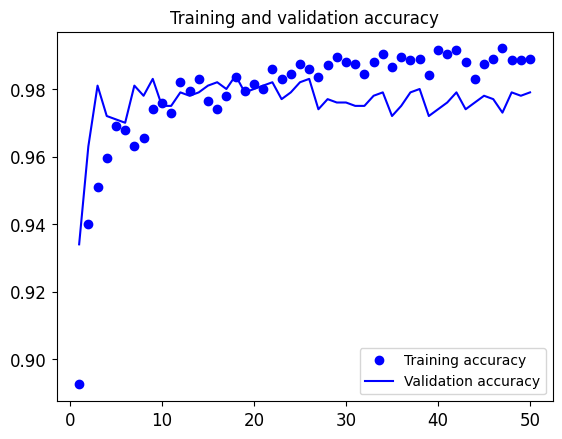 Training and validation accuracy
0.98
0.96
0.94
0.92
0.90
0 10 20 30 40 50
Training accuracy
Validation accuracy